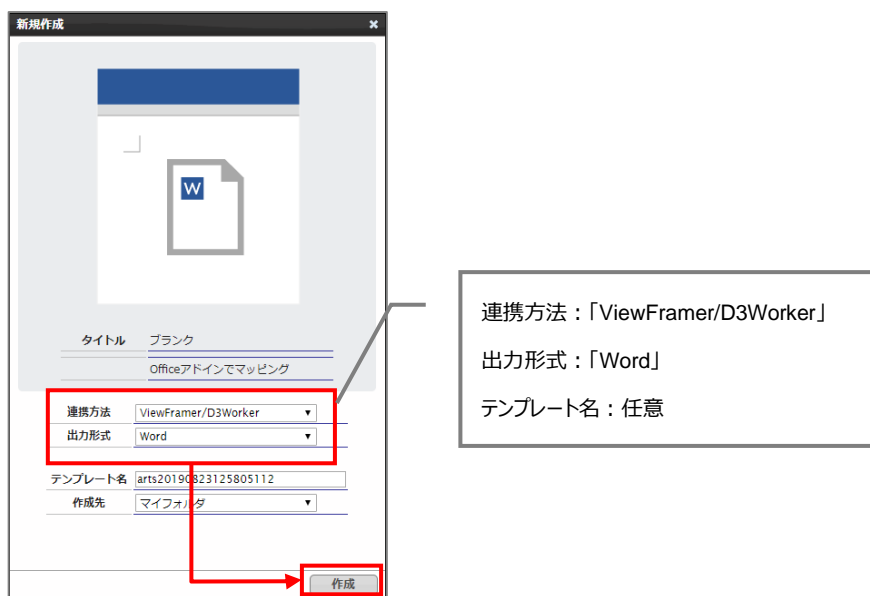 新規作成 ×
W
タイトル ブランク
Officeアドインでマッピング
連携方法 ViewFramer/D3Worker ▼
出力形式 Word ▼
テンプレート名 arts20190823125805112
作成先 マイフォルダ ▼
作成
連携方法：「ViewFramer/D3Worker」
出力形式：「Word」
テンプレート名：任意